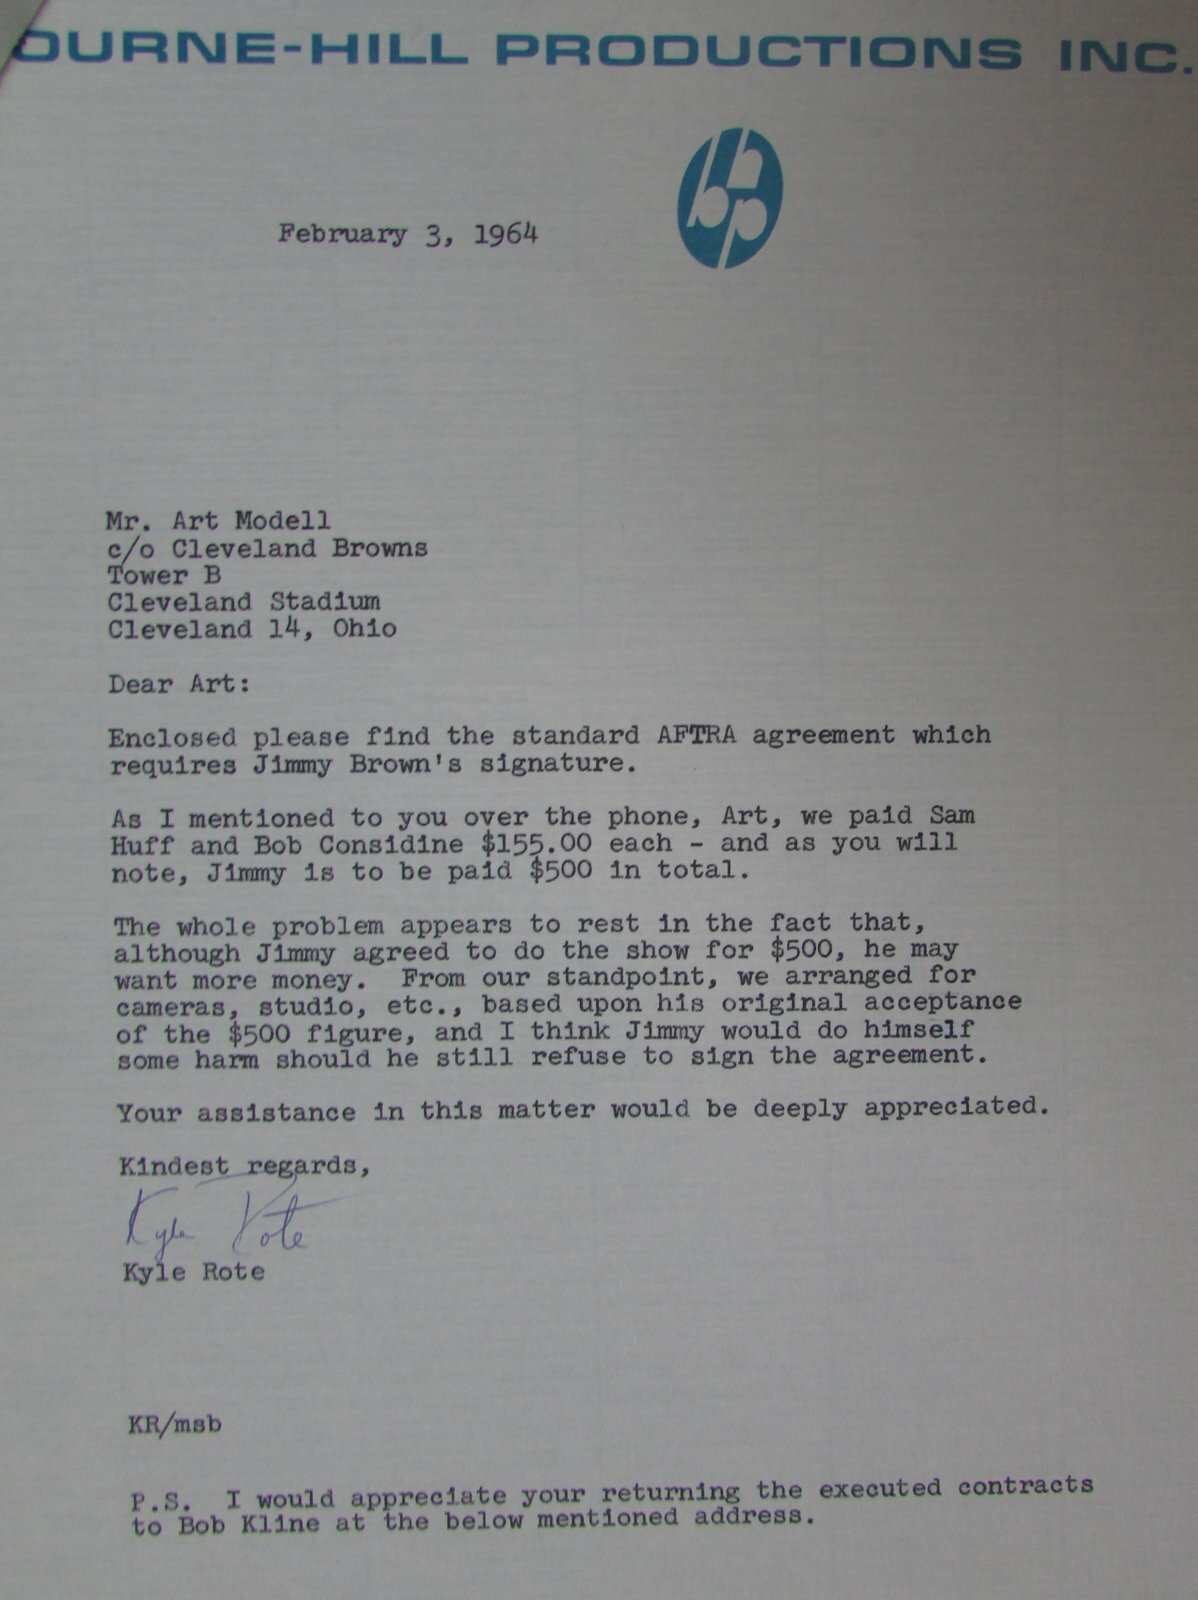 OURNE-HILL PRODUCTIONS INC.
bhp
February 3, 1964
Mr. Art Modell
c/o Cleveland Browns
Tower B
Cleveland Stadium
Cleveland 14, Ohio
Dear Art:
Enclosed please find the standard AFTRA agreement which
requires Jimmy Brown's signature.
As I mentioned to you over the phone, Art, we paid Sam
Huff and Bob Considine $155.00 each - and as you will
note, Jimmy is to be paid $500 in total.
The whole problem appears to rest in the fact that,
although Jimmy agreed to do the show for $500, he may
want more money.  From our standpoint, we arranged for
cameras, studio, etc., based upon his original acceptance
of the $500 figure, and I think Jimmy would do himself
some harm should he still refuse to sign the agreement.
Your assistance in this matter would be deeply appreciated.
Kindest regards,
Kyle Rote
Kyle Rote
KR/msb
P.S.  I would appreciate your returning the executed contracts
to Bob Kline at the below mentioned address.